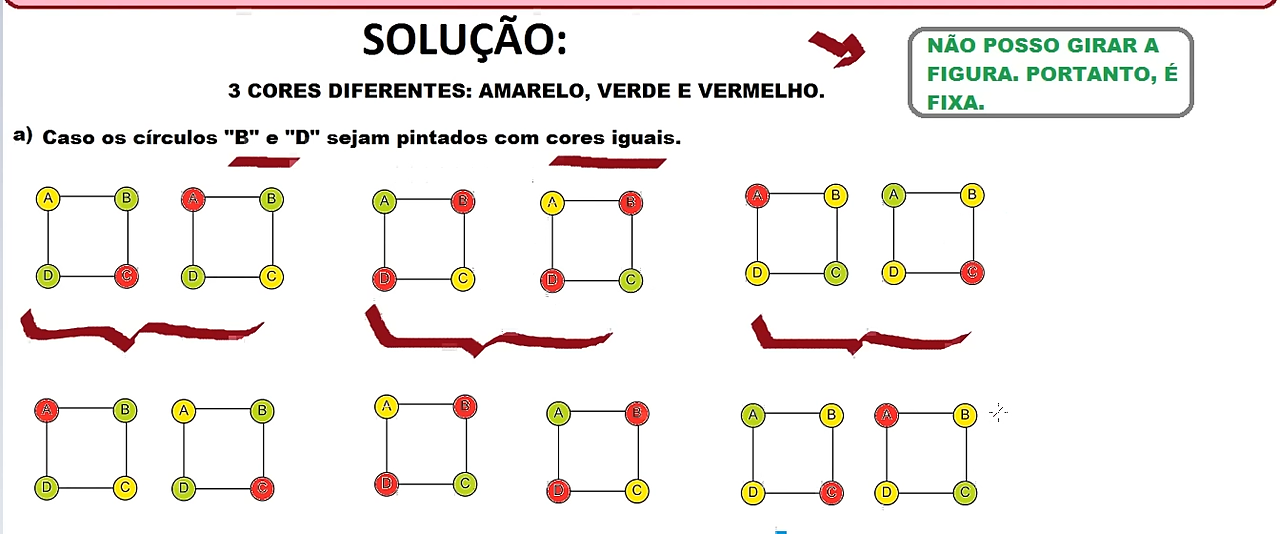 SOLUÇÃO:
NÃO POSSO GIRAR A
FIGURA. PORTANTO, É
FIXA.
3 CORES DIFERENTES: AMARELO, VERDE E VERMELHO.
a) Caso os círculos "B" e "D" sejam pintados com cores iguais.
A B A B A B A B A B A B
D C D C D C D C D C D C
A B A B A B A B A B A B
D C D C D C D C D C D C